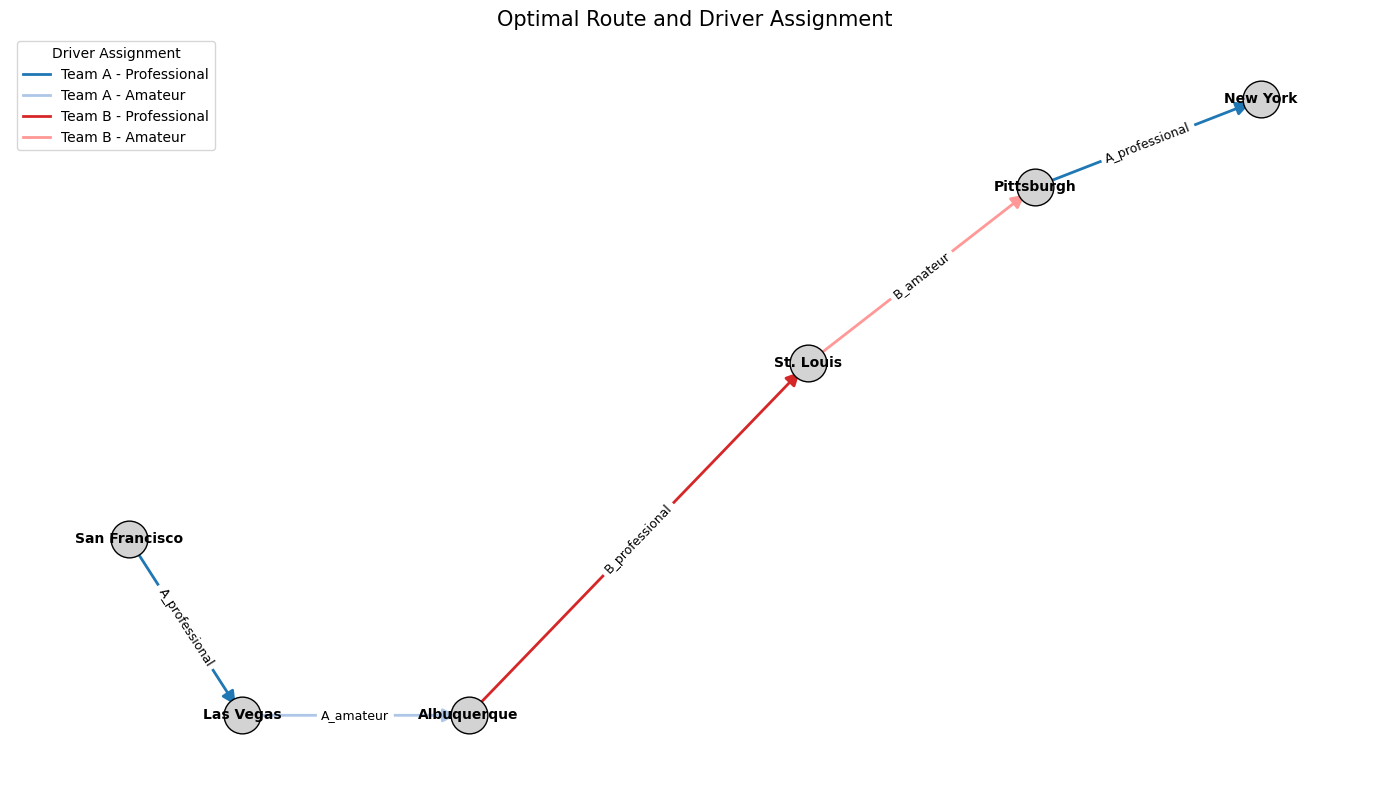 Optimal Route and Driver Assignment
Driver Assignment
Team A - Professional
Team A - Amateur
Team B - Professional
Team B - Amateur
New York
A_professional
Pittsburgh
B_amateur
St. Louis
B_professional
San Francisco
A_professional
Las Vegas
A_amateur
Albuquerque